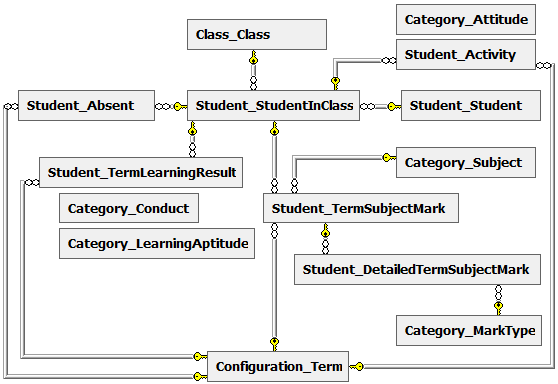 Category_Attitude
Class_Class
Student_Activity
Student_Absent
Student_StudentInClass
Student_Student
Student_TermLearningResult
Category_Subject
Category_Conduct
Student_TermSubjectMark
Category_LearningAptitude
Student_DetailedTermSubjectMark
Category_MarkType
Configuration_Term